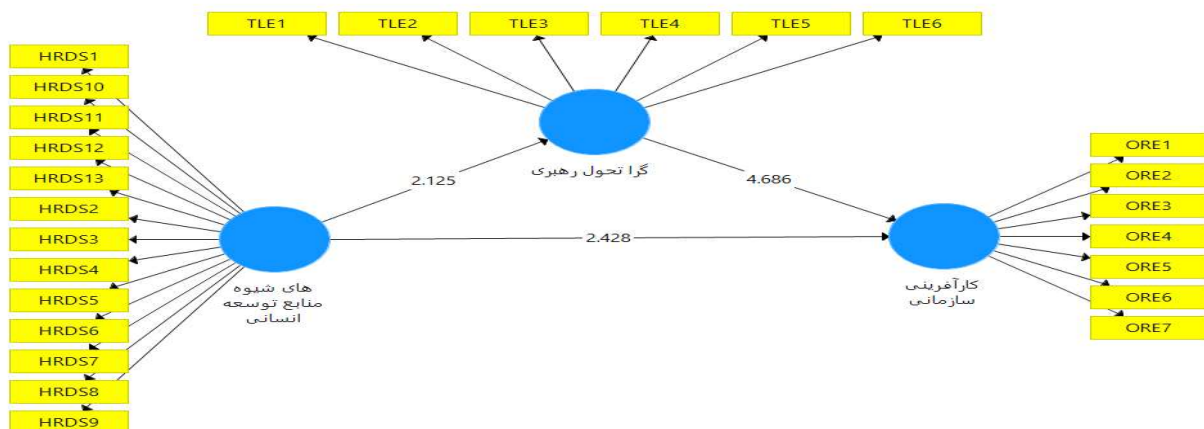 TLE1
TLE2
TLE3
TLE4
TLE5
TLE6
HRDS1
HRDS10
HRDS11
HRDS12
HRDS13
HRDS2
HRDS3
HRDS4
HRDS5
HRDS6
HRDS7
HRDS8
HRDS9
های شیوه
منابع توسعه
انسانی
2.125
گرا تحول رهبری
4.686
2.428
کارآفرینی
سازمانی
ORE1
ORE2
ORE3
ORE4
ORE5
ORE6
ORE7